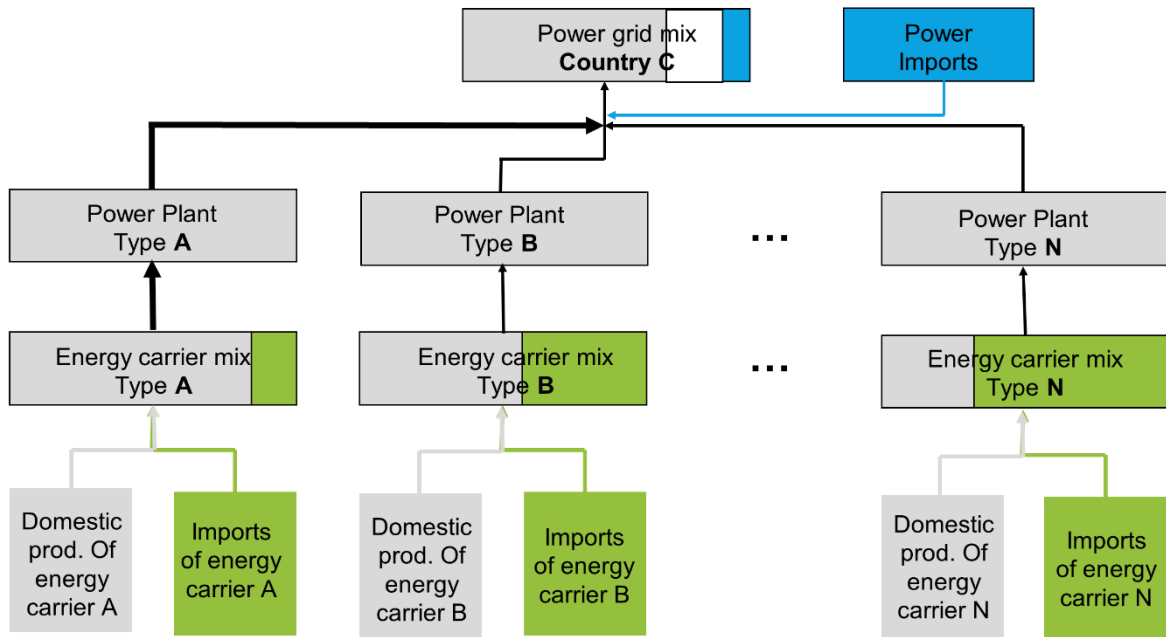 Power grid mix
Country C
Power
Imports
Power Plant
Type A
Power Plant
Type B
...
Power Plant
Type N
Energy carrier mix
Type A
Energy carrier mix
Type B
...
Energy carrier mix
Type N
Domestic
prod. Of
energy
carrier A
Imports
of energy
carrier A
Domestic
prod. Of
energy
carrier B
Imports
of energy
carrier B
Domestic
prod. Of
energy
carrier N
Imports
of energy
carrier N